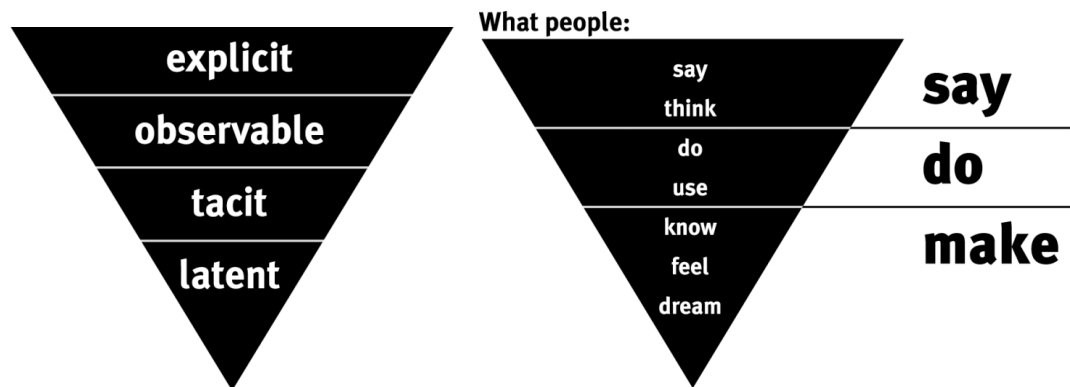 explicit
observable
tacit
latent
What people:
say
think
do
use
know
feel
dream
say
do
make